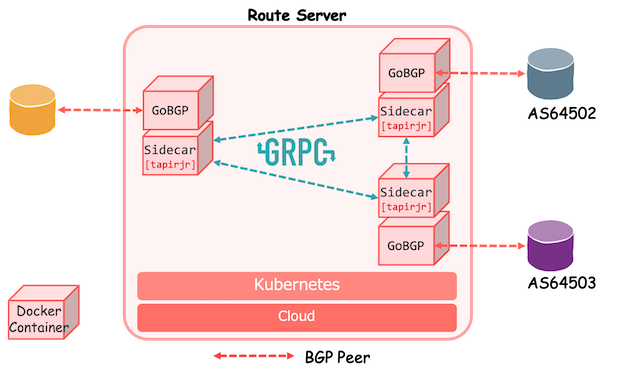 Route Server
GoBGP
Sidecar
[tapirjr]
GRPC
GoBGP
Sidecar
[tapirjr]
Sidecar
[tapirjr]
GoBGP
AS64502
AS64503
Kubernetes
Cloud
Docker
Container
BGP Peer